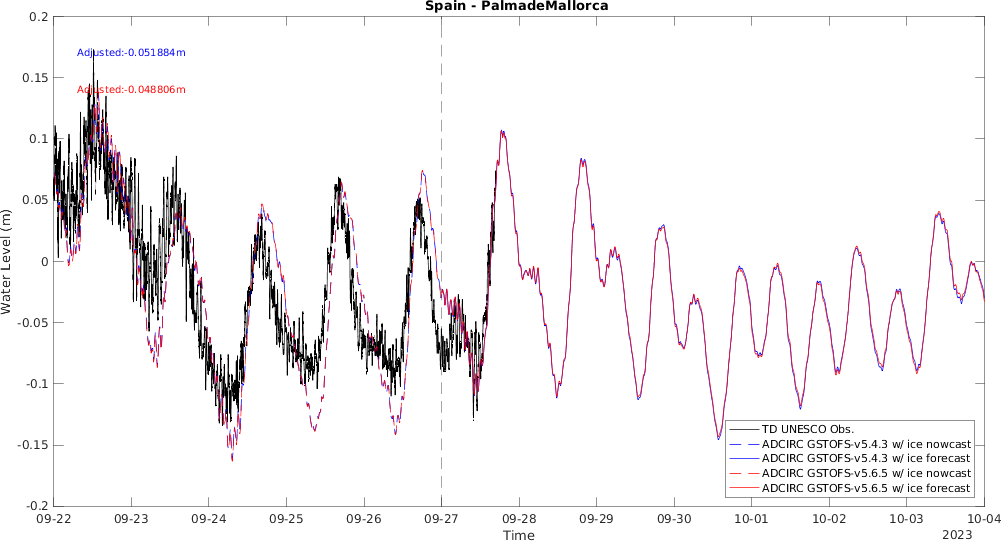 Spain - PalmadeMallorca
0.2
0.15
0.1
0.05
0
-0.05
-0.1
-0.15
-0.2
Water Level (m)
Adjusted:-0.051884m
Adjusted:-0.048806m
TD UNESCO Obs.
ADCIRC GSTOFS-v5.4.3 w/ ice nowcast
ADCIRC GSTOFS-v5.4.3 w/ ice forecast
ADCIRC GSTOFS-v5.6.5 w/ ice nowcast
ADCIRC GSTOFS-v5.6.5 w/ ice forecast
09-22 09-23 09-24 09-25 09-26 09-27 09-28 09-29 09-30 10-01 10-02 10-03 10-04
Time
2023